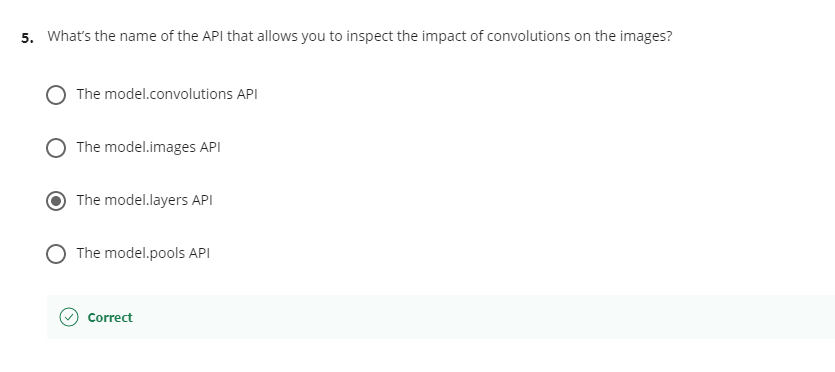 5. What's the name of the API that allows you to inspect the impact of convolutions on the images?
The model.convolutions API
The model.images API
The model.layers API
The model.pools API
Correct